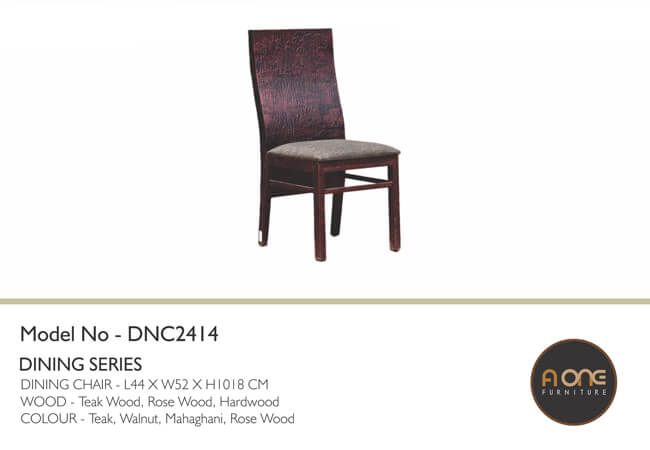 Model No - DNC2414
DINING SERIES
DINING CHAIR - L44 X W52 X H1018 CM
WOOD - Teak Wood, Rose Wood, Hardwood
COLOUR - Teak, Walnut, Mahaghani, Rose Wood
A ONE
FURNITURE